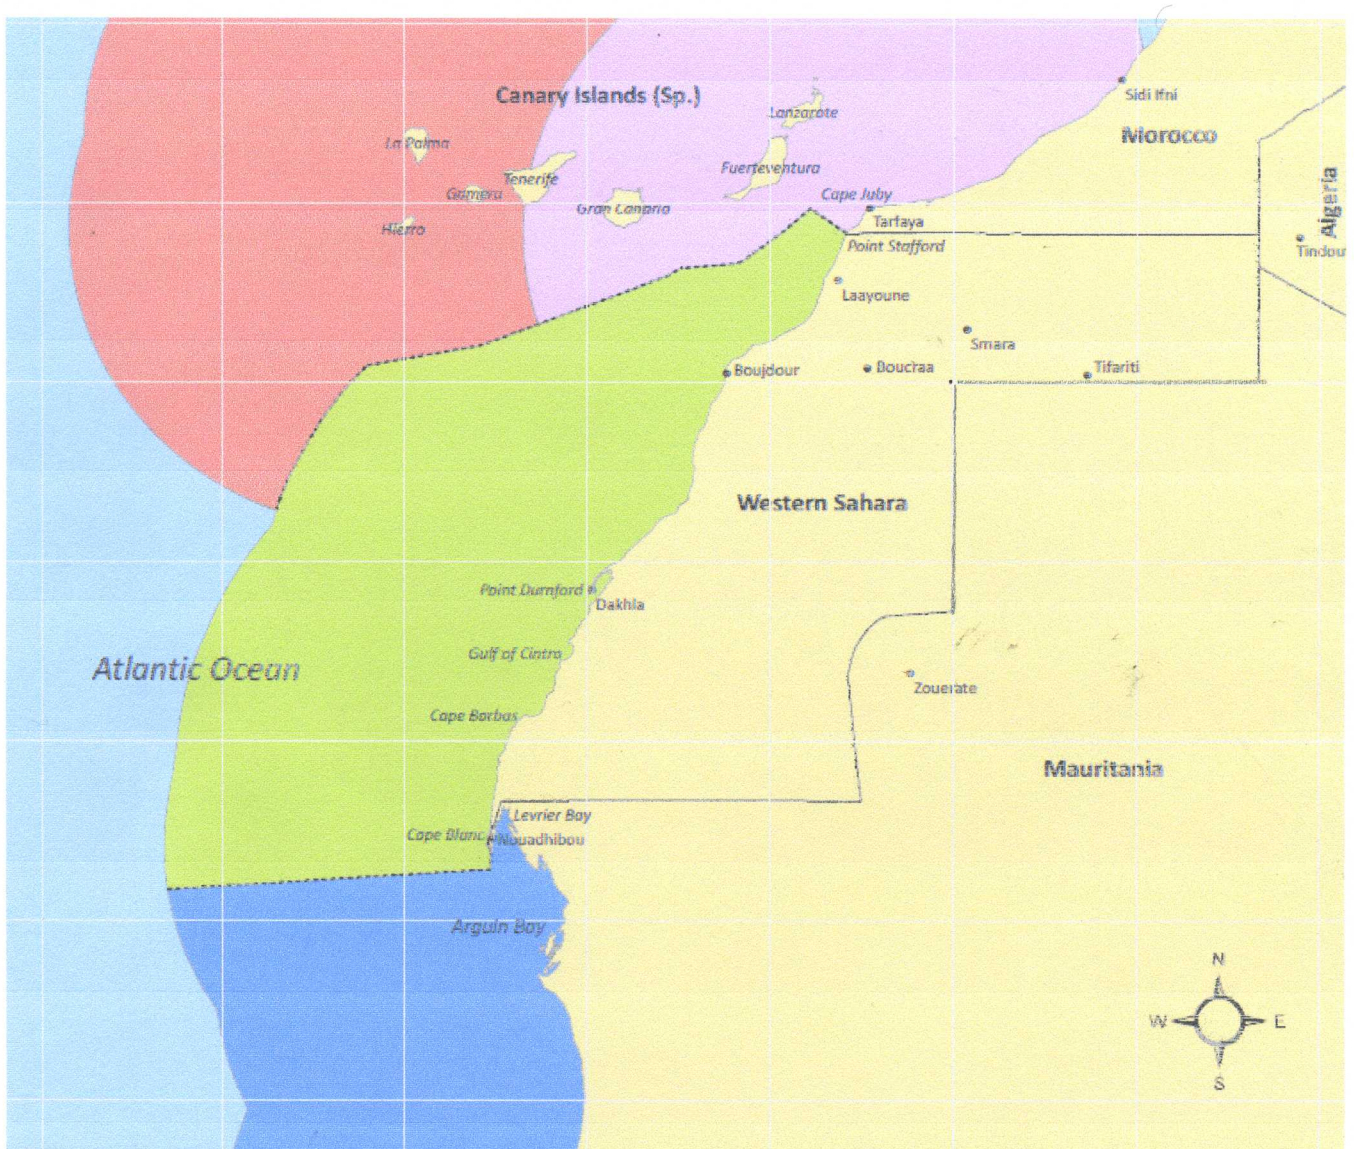 Canary Islands (Sp.)
Sidi Ifni
Lanzarote
Morocco
La Palma
Fuerteventura
Tenerife
Algeria
Gomera
Cape Juby
Gran Canaria
Tarfaya
Hierro
Point Stafford
Tindouf
Laayoune
Smara
Boujdour
Boucraa
Tifariti
Western Sahara
Point Durnford
Dakhla
Gulf of Cintra
Atlantic Ocean
Zouerate
Cape Barbas
Mauritania
Levrier Bay
Cape Blanc
Nouadhibou
Arguin Bay
N
W
E
S